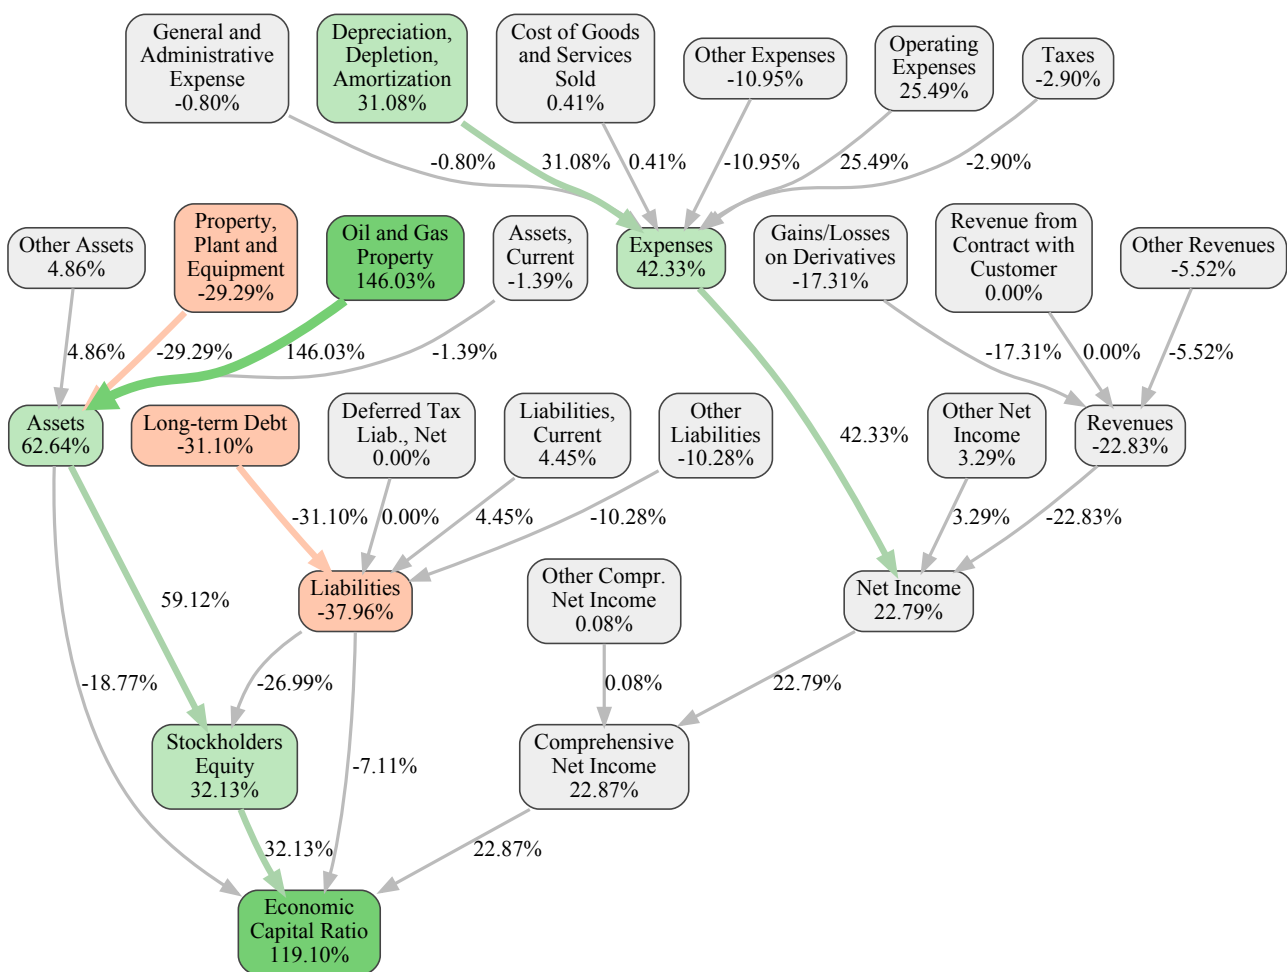 General and
Administrative
Expense
-0.80%
Depreciation,
Depletion,
Amortization
31.08%
Cost of Goods
and Services
Sold
0.41%
Other Expenses
-10.95%
Operating
Expenses
25.49%
Taxes
-2.90%
-0.80%
31.08%
0.41%
-10.95%
25.49%
-2.90%
Other Assets
4.86%
Property,
Plant and
Equipment
-29.29%
Oil and Gas
Property
146.03%
Assets,
Current
-1.39%
Expenses
42.33%
Gains/Losses
on Derivatives
-17.31%
Revenue from
Contract with
Customer
0.00%
Other Revenues
-5.52%
4.86%
-29.29%
146.03%
-1.39%
-17.31%
0.00%
-5.52%
Assets
62.64%
Long-term Debt
-31.10%
Deferred Tax
Liab., Net
0.00%
Liabilities,
Current
4.45%
Other
Liabilities
-10.28%
42.33%
Other Net
Income
3.29%
Revenues
-22.83%
-31.10%
0.00%
4.45%
-10.28%
3.29%
-22.83%
59.12%
Liabilities
-37.96%
Other Compr.
Net Income
0.08%
Net Income
22.79%
-18.77%
-26.99%
0.08%
22.79%
Stockholders
Equity
32.13%
-7.11%
Comprehensive
Net Income
22.87%
32.13%
22.87%
Economic
Capital Ratio
119.10%